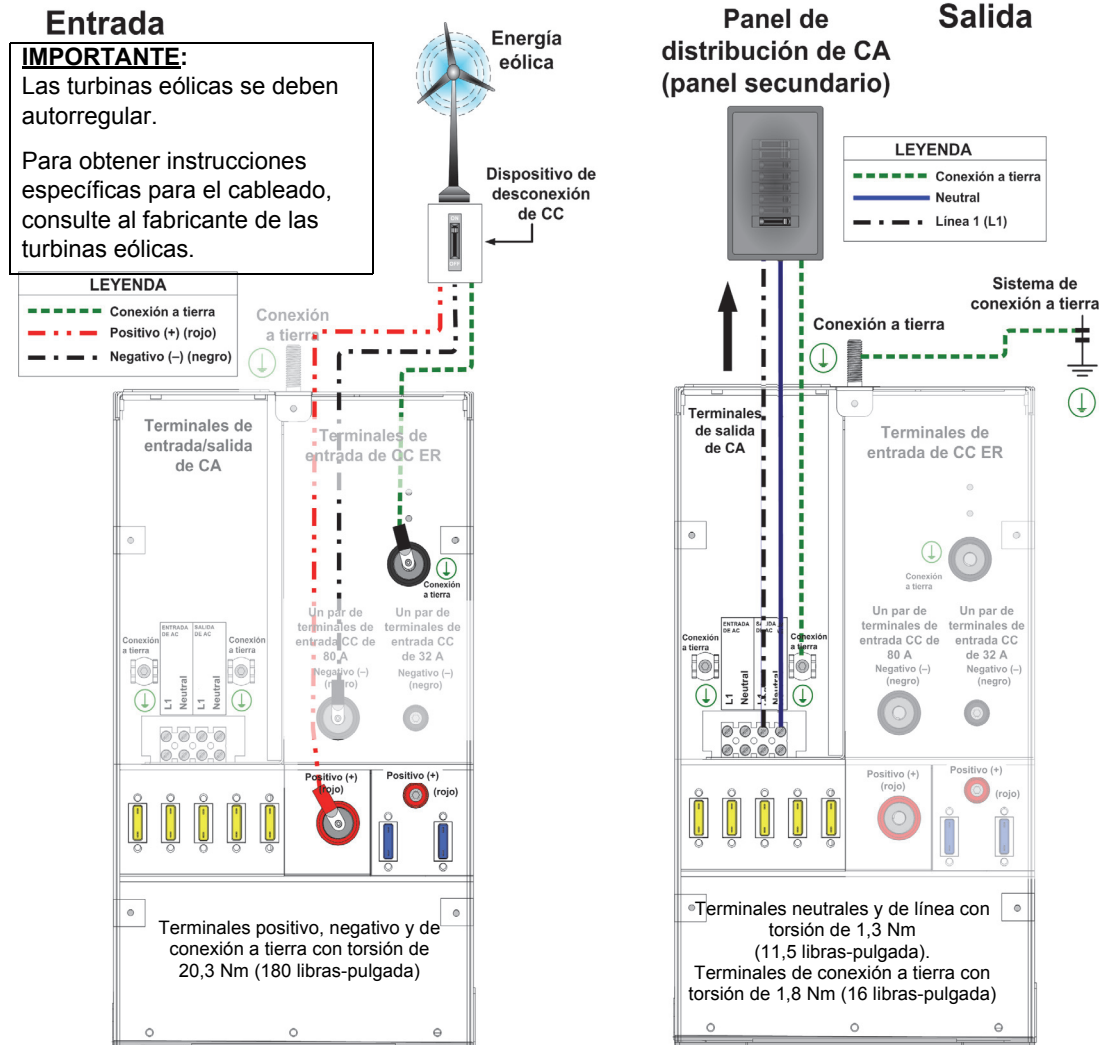 Entrada
IMPORTANTE:
Las turbinas eólicas se deben
autorregular.
Para obtener instrucciones
específicas para el cableado,
consulte al fabricante de las
turbinas eólicas.
Energía
eólica
ON
OFF
Dispositivo de
desconexión
de CC
LEYENDA
Conexión a tierra
Positivo (+) (rojo)
Negativo (–) (negro)
Conexión
a tierra
Terminales de
entrada/salida
de CA
Terminales de
entrada de CC ER
Conexión
a tierra
Un par de
terminales de
entrada CC de
80 A
Negativo (–)
(negro)
Un par de
terminales de
entrada CC
de 32 A
Negativo (–)
(negro)
Conexión
a tierra
ENTRADA
DE AC
SALIDA
DE AC
Conexión
a tierra
L1
Neutral
L1
Neutral
Positivo (+)
(rojo)
Positivo (+)
(rojo)
Terminales positivo, negativo y de
conexión a tierra con torsión de
20,3 Nm (180 libras-pulgada)
Salida
Panel de
distribución de CA
(panel secundario)
LEYENDA
Conexión a tierra
Neutral
Línea 1 (L1)
Sistema de
conexión a tierra
Conexión a tierra
Terminales
de salida
de CA
Terminales de
entrada de CC ER
Conexión
a tierra
Un par de
terminales de
entrada CC de
80 A
Negativo (–)
(negro)
Un par de
terminales de
entrada CC
de 32 A
Negativo (–)
(negro)
Conexión
a tierra
ENTRADA
DE AC
SALIDA
DE AC
Conexión
a tierra
L1
Neutral
L1
Neutral
Positivo (+)
(rojo)
Positivo (+)
(rojo)
Terminales neutrales y de línea con
torsión de 1,3 Nm
(11,5 libras-pulgada).
Terminales de conexión a tierra con
torsión de 1,8 Nm (16 libras-pulgada)